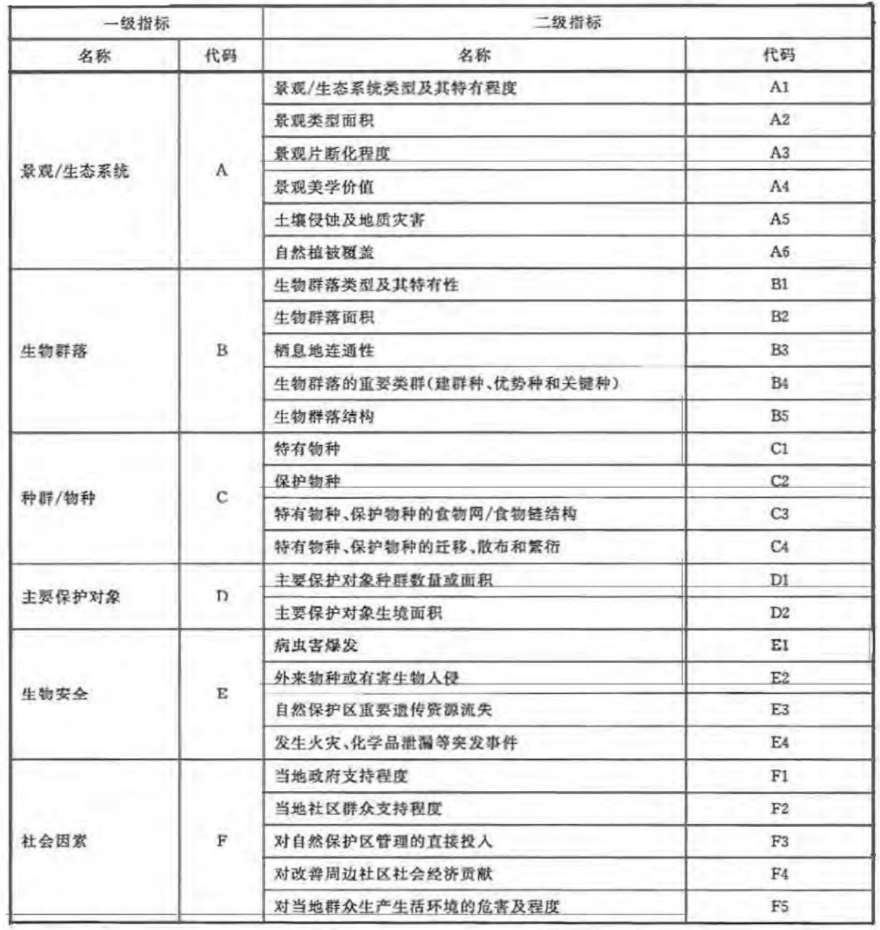 一级指标 二级指标
名称 代码 名称 代码
景观/生态系统类型及其特有程度 A1
景观类型面积 A2
景观片断化程度 A3
景观/生态系统 A
景观美学价值 A4
土壤侵蚀及地质灾害 A5
自然植被覆盖 A6
生物群落类型及其特有性 B1
生物群落面积 B2
生物群落 B 栖息地连通性 B3
生物群落的重要类群(建群种、优势种和关键种) B4
生物群落结构 B5
特有物种 C1
保护物种 C2
种群/物种 C
特有物种、保护物种的食物网/食物链结构 C3
特有物种、保护物种的迁移、散布和繁衍 C4
主要保护对象种群数量或面积 D1
主要保护对象 D
主要保护对象生境面积 D2
病虫害爆发 E1
外来物种或有害生物入侵 E2
生物安全 E
自然保护区重要遗传资源流失 E3
发生火灾、化学品泄漏等突发事件 E4
当地政府支持程度 F1
当地社区群众支持程度 F2
社会因素 F 对自然保护区管理的直接投入 F3
对改善周边社区社会经济贡献 F4
对当地群众生产生活环境的危害及程度 F5